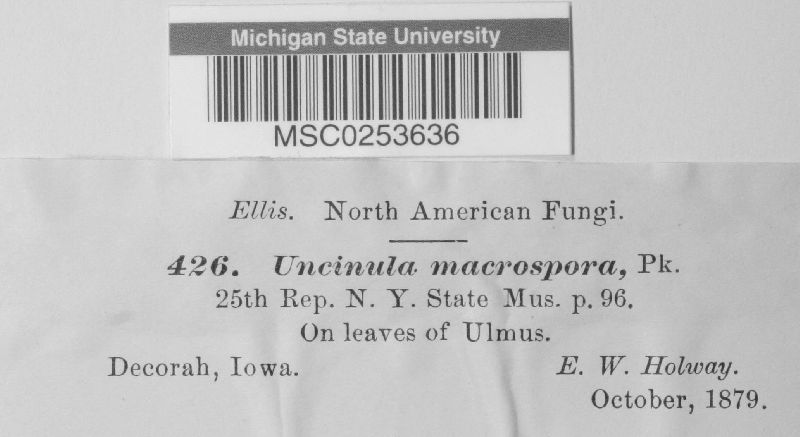 Michigan State University
MSC0253636
Ellis. North American Fungi.
426. Uncinula macrospora, Pk.
25th Rep. N. Y. State Mus. p. 96.
On leaves of Ulmus.
Decorah, Iowa. E. W. Holway.
October, 1879.